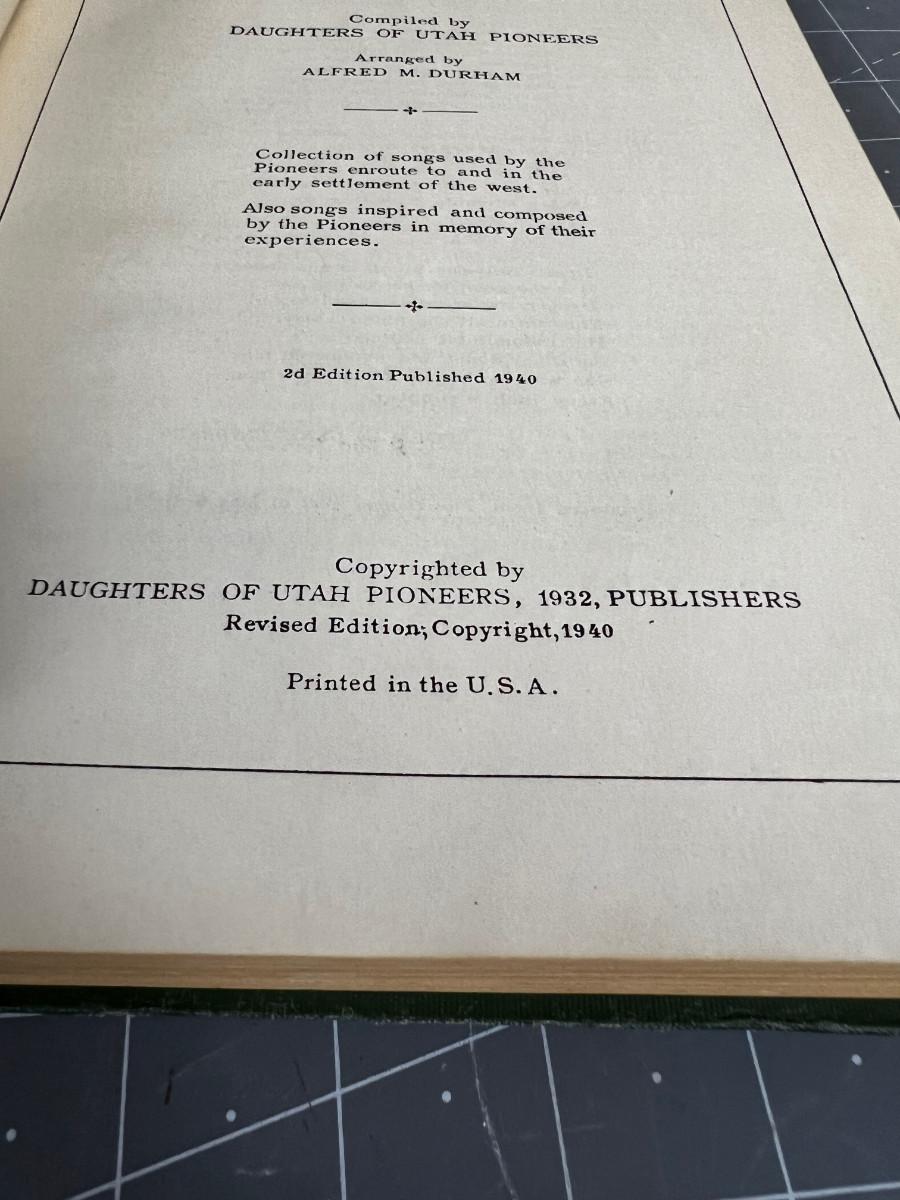 Compiled by
DAUGHTERS OF UTAH PIONEERS
Arranged by
ALFRED M. DURHAM
Collection of songs used by the
Pioneers enroute to and in the
early settlement of the west.
Also songs inspired and composed
by the Pioneers in memory of their
experiences.
2d Edition Published 1940
Copyrighted by
DAUGHTERS OF UTAH PIONEERS, 1932, PUBLISHERS
Revised Edition; Copyright, 1940
Printed in the U.S.A.